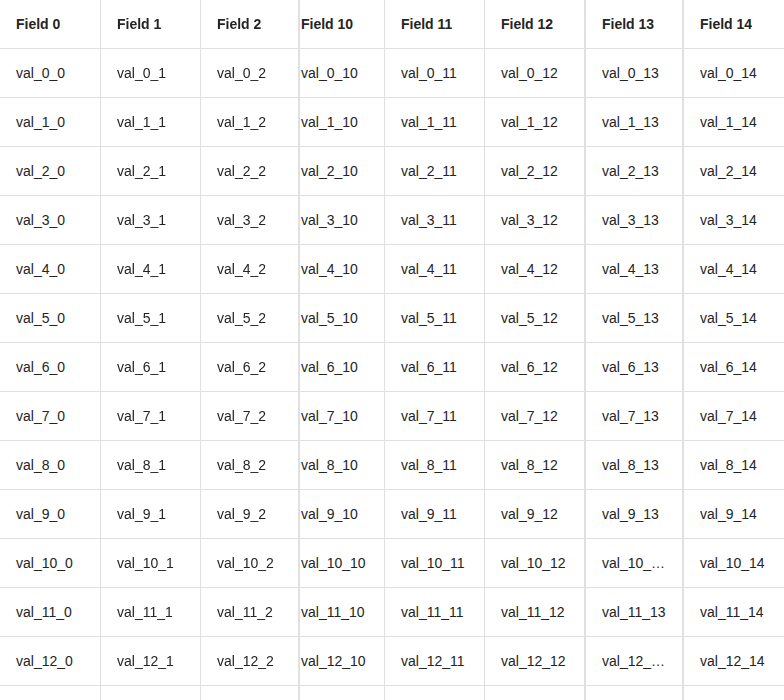 Field 0 Field 1 Field 2 Field 10 Field 11 Field 12 Field 13 Field 14
val_0_0 val_0_1 val_0_2 val_0_10 val_0_11 val_0_12 val_0_13 val_0_14
val_1_0 val_1_1 val_1_2 val_1_10 val_1_11 val_1_12 val_1_13 val_1_14
val_2_0 val_2_1 val_2_2 val_2_10 val_2_11 val_2_12 val_2_13 val_2_14
val_3_0 val_3_1 val_3_2 val_3_10 val_3_11 val_3_12 val_3_13 val_3_14
val_4_0 val_4_1 val_4_2 val_4_10 val_4_11 val_4_12 val_4_13 val_4_14
val_5_0 val_5_1 val_5_2 val_5_10 val_5_11 val_5_12 val_5_13 val_5_14
val_6_0 val_6_1 val_6_2 val_6_10 val_6_11 val_6_12 val_6_13 val_6_14
val_7_0 val_7_1 val_7_2 val_7_10 val_7_11 val_7_12 val_7_13 val_7_14
val_8_0 val_8_1 val_8_2 val_8_10 val_8_11 val_8_12 val_8_13 val_8_14
val_9_0 val_9_1 val_9_2 val_9_10 val_9_11 val_9_12 val_9_13 val_9_14
val_10_0 val_10_1 val_10_2 val_10_10 val_10_11 val_10_12 val_10_… val_10_14
val_11_0 val_11_1 val_11_2 val_11_10 val_11_11 val_11_12 val_11_13 val_11_14
val_12_0 val_12_1 val_12_2 val_12_10 val_12_11 val_12_12 val_12_… val_12_14